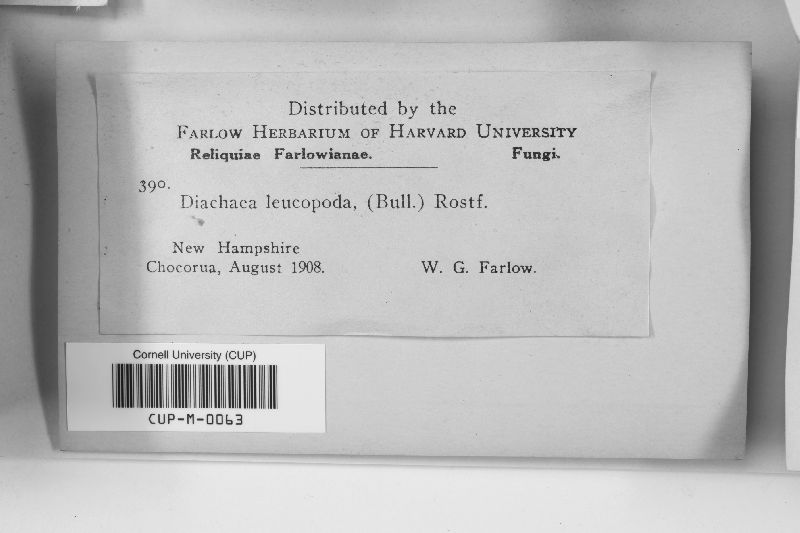 Distributed by the
FARLOW HERBARIUM OF HARVARD UNIVERSITY
Reliquiae Farlowianae. Fungi.
390.
Diachaea leucopoda, (Bull.) Rostf.
New Hampshire
Chocorua, August 1908. W. G. Farlow.
Cornell University (CUP)
CUP-M-0063